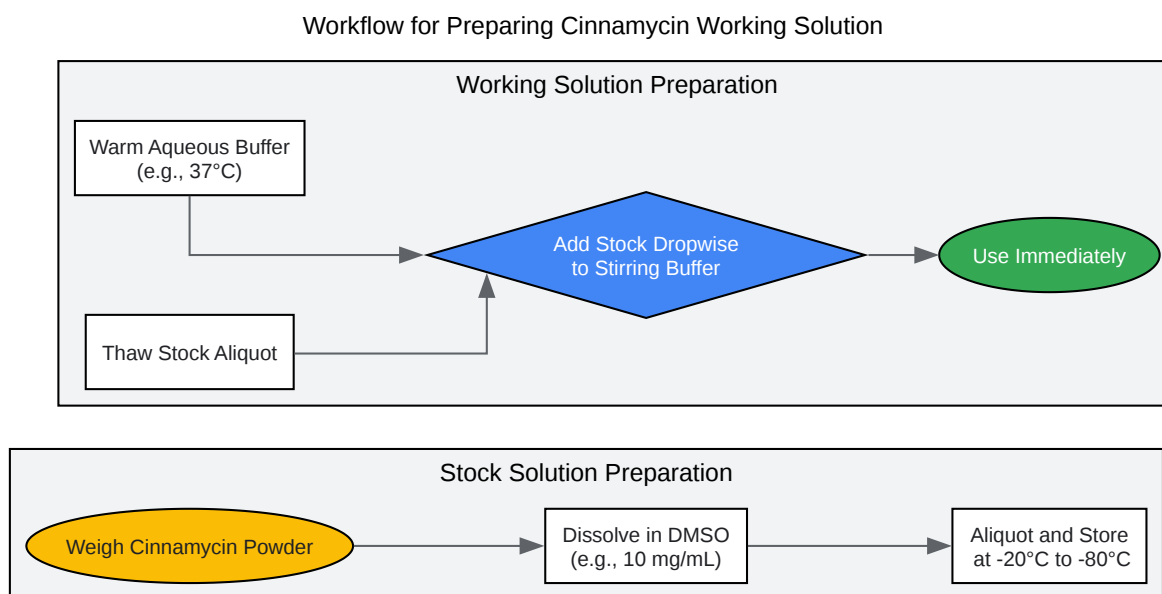 Workflow for Preparing Cinnamycin Working Solution
Working Solution Preparation
Warm Aqueous Buffer
(e.g., 37°C)
Add Stock Dropwise
to Stirring Buffer
Use Immediately
Thaw Stock Aliquot
Stock Solution Preparation
Weigh Cinnamycin Powder
Dissolve in DMSO
(e.g., 10 mg/mL)
Aliquot and Store
at -20°C to -80°C